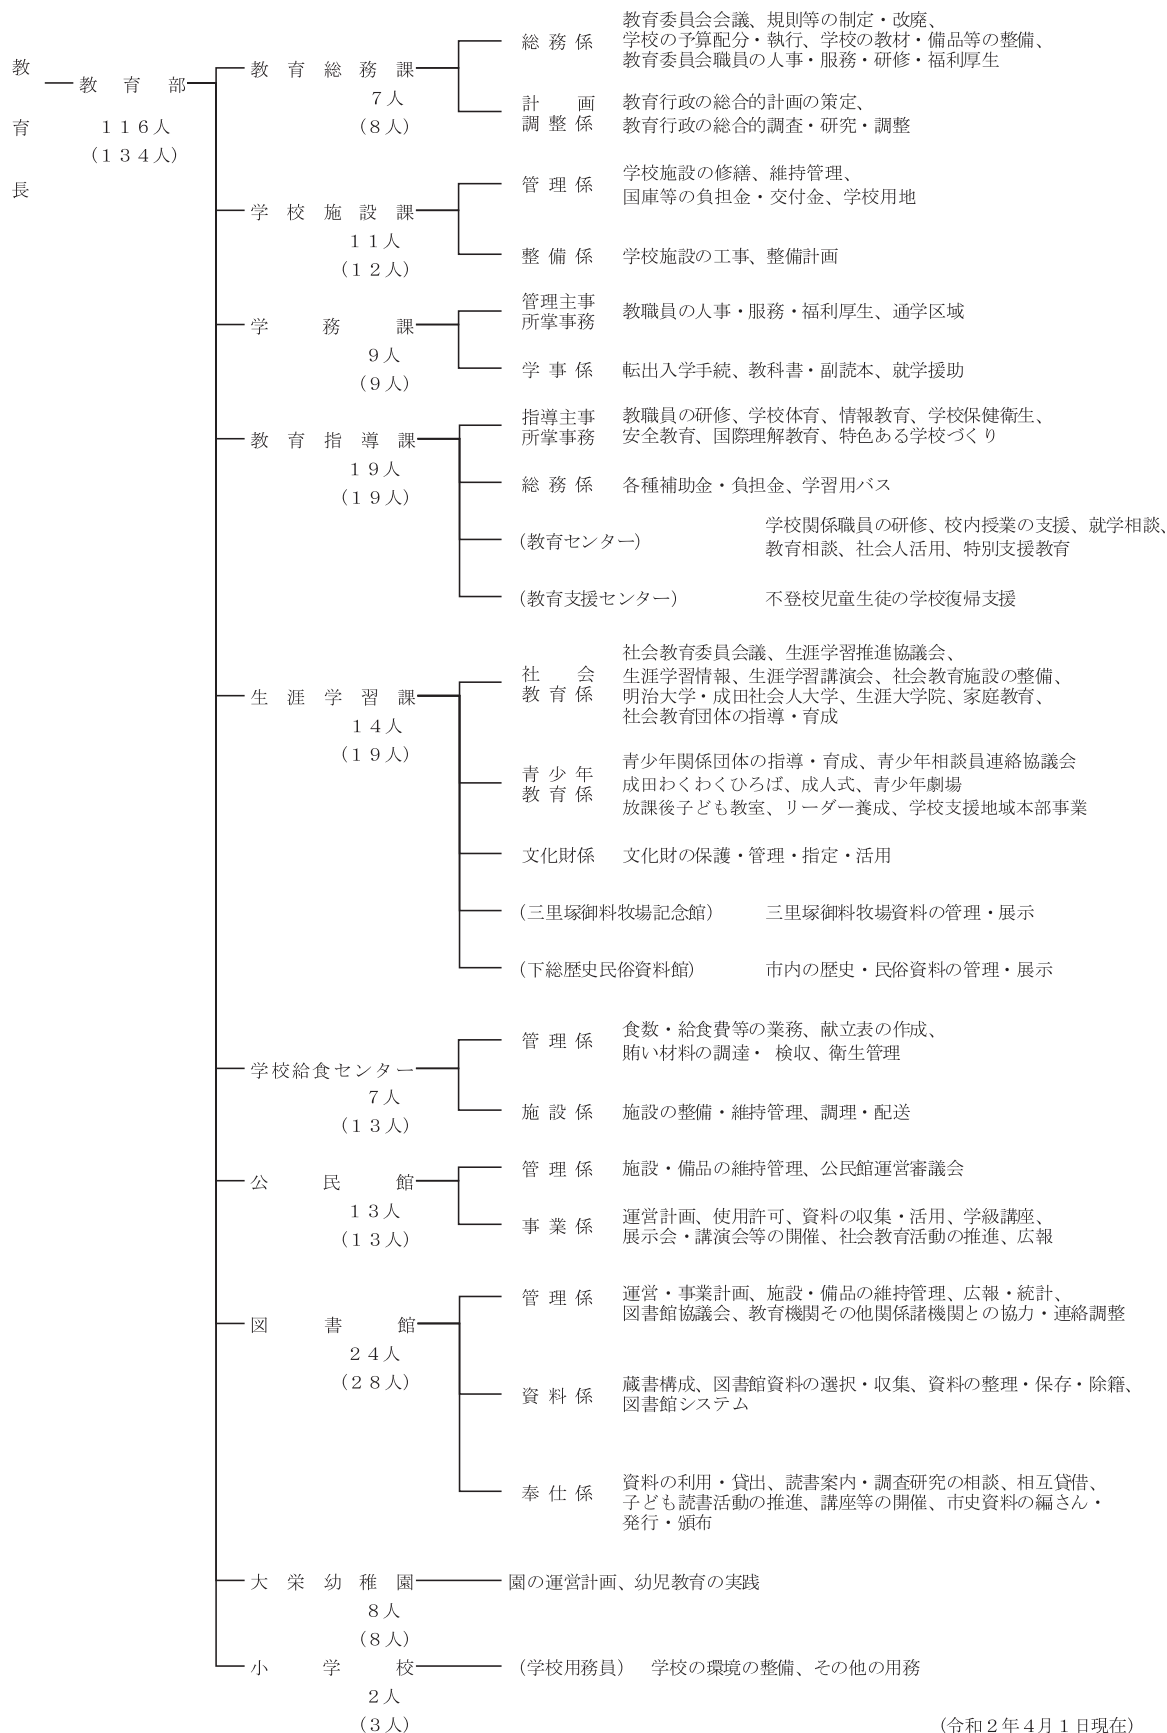 教育長
教育部
１１６人
（１３４人）
教育総務課
７人
（８人）
総務係
教育委員会会議、規則等の制定・改廃、
学校の予算配分・執行、学校の教材・備品等の整備、
教育委員会職員の人事・服務・研修・福利厚生
計画
調整係
教育行政の総合的計画の策定、
教育行政の総合的調査・研究・調整
学校施設課
１１人
（１２人）
管理係
学校施設の修繕、維持管理、
国庫等の負担金・交付金、学校用地
整備係
学校施設の工事、整備計画
学務課
９人
（９人）
管理主事
所掌事務
教職員の人事・服務・福利厚生、通学区域
学事係
転出入学手続、教科書・副読本、就学援助
教育指導課
１９人
（１９人）
指導主事
所掌事務
教職員の研修、学校体育、情報教育、学校保健衛生、
安全教育、国際理解教育、特色ある学校づくり
総務係
各種補助金・負担金、学習用バス
（教育センター）
学校関係職員の研修、校内授業の支援、就学相談、
教育相談、社会人活用、特別支援教育
（教育支援センター）
不登校児童生徒の学校復帰支援
生涯学習課
１４人
（１９人）
社会
教育係
社会教育委員会議、生涯学習推進協議会、
生涯学習情報、生涯学習講演会、社会教育施設の整備、
明治大学・成田社会人大学、生涯大学院、家庭教育、
社会教育団体の指導・育成
青少年
教育係
青少年関係団体の指導・育成、青少年相談員連絡協議会
成田わくわくひろば、成人式、青少年劇場
放課後子ども教室、リーダー養成、学校支援地域本部事業
文化財係
文化財の保護・管理・指定・活用
（三里塚御料牧場記念館）
三里塚御料牧場資料の管理・展示
（下総歴史民俗資料館）
市内の歴史・民俗資料の管理・展示
学校給食センター
７人
（１３人）
管理係
食数・給食費等の業務、献立表の作成、
賄い材料の調達・ 検収、衛生管理
施設係
施設の整備・維持管理、調理・配送
公民館
１３人
（１３人）
管理係
施設・備品の維持管理、公民館運営審議会
事業係
運営計画、使用許可、資料の収集・活用、学級講座、
展示会・講演会等の開催、社会教育活動の推進、広報
図書館
２４人
（２８人）
管理係
運営・事業計画、施設・備品の維持管理、広報・統計、
図書館協議会、教育機関その他関係諸機関との協力・連絡調整
資料係
蔵書構成、図書館資料の選択・収集、資料の整理・保存・除籍、
図書館システム
奉仕係
資料の利用・貸出、読書案内・調査研究の相談、相互貸借、
子ども読書活動の推進、講座等の開催、市史資料の編さん・
発行・頒布
大栄幼稚園
８人
（８人）
園の運営計画、幼児教育の実践
小学校
２人
（３人）
（学校用務員） 学校の環境の整備、その他の用務
（令和２年４月１日現在）